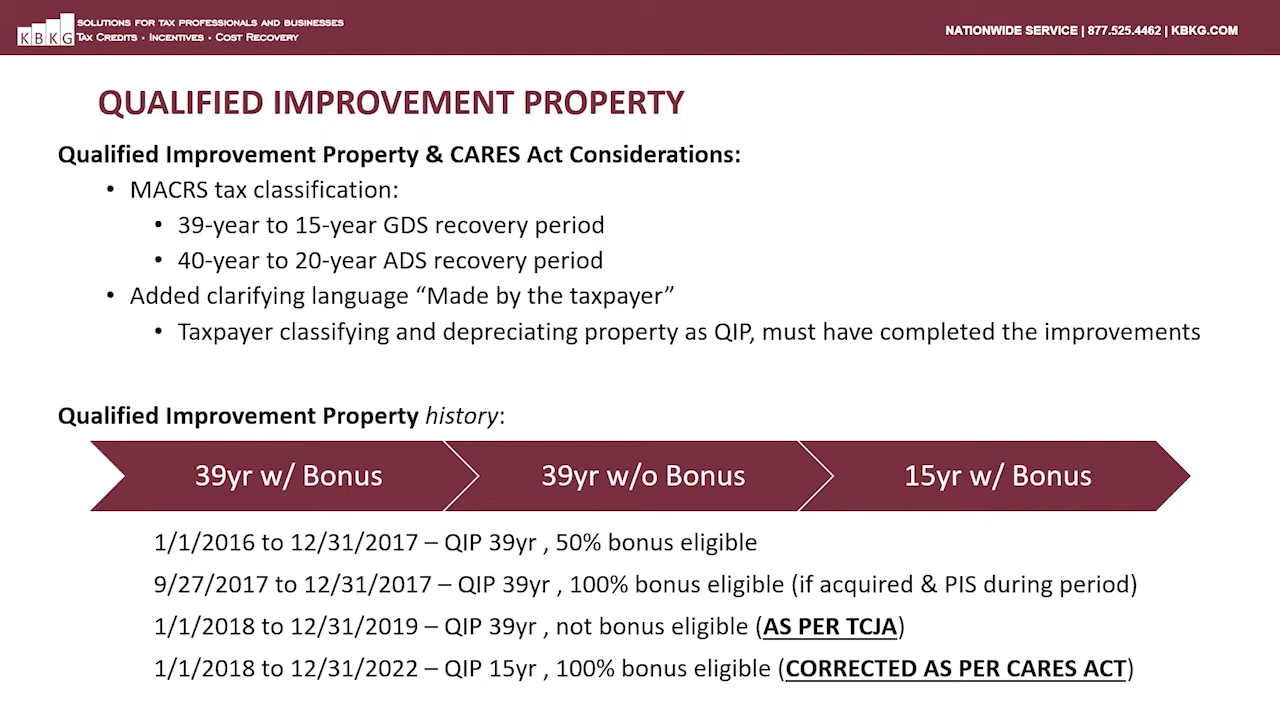 KBKG
SOLUTIONS FOR TAX PROFESSIONALS AND BUSINESSES
TAX CREDITS · INCENTIVES · COST RECOVERY
NATIONWIDE SERVICE | 877.525.4462 | KBKG.COM
QUALIFIED IMPROVEMENT PROPERTY
Qualified Improvement Property & CARES Act Considerations:
• MACRS tax classification:
• 39-year to 15-year GDS recovery period
• 40-year to 20-year ADS recovery period
• Added clarifying language “Made by the taxpayer”
• Taxpayer classifying and depreciating property as QIP, must have completed the improvements
Qualified Improvement Property history:
39yr w/ Bonus
39yr w/o Bonus
15yr w/ Bonus
1/1/2016 to 12/31/2017 – QIP 39yr , 50% bonus eligible
9/27/2017 to 12/31/2017 – QIP 39yr , 100% bonus eligible (if acquired & PIS during period)
1/1/2018 to 12/31/2019 – QIP 39yr , not bonus eligible (AS PER TCJA)
1/1/2018 to 12/31/2022 – QIP 15yr , 100% bonus eligible (CORRECTED AS PER CARES ACT)